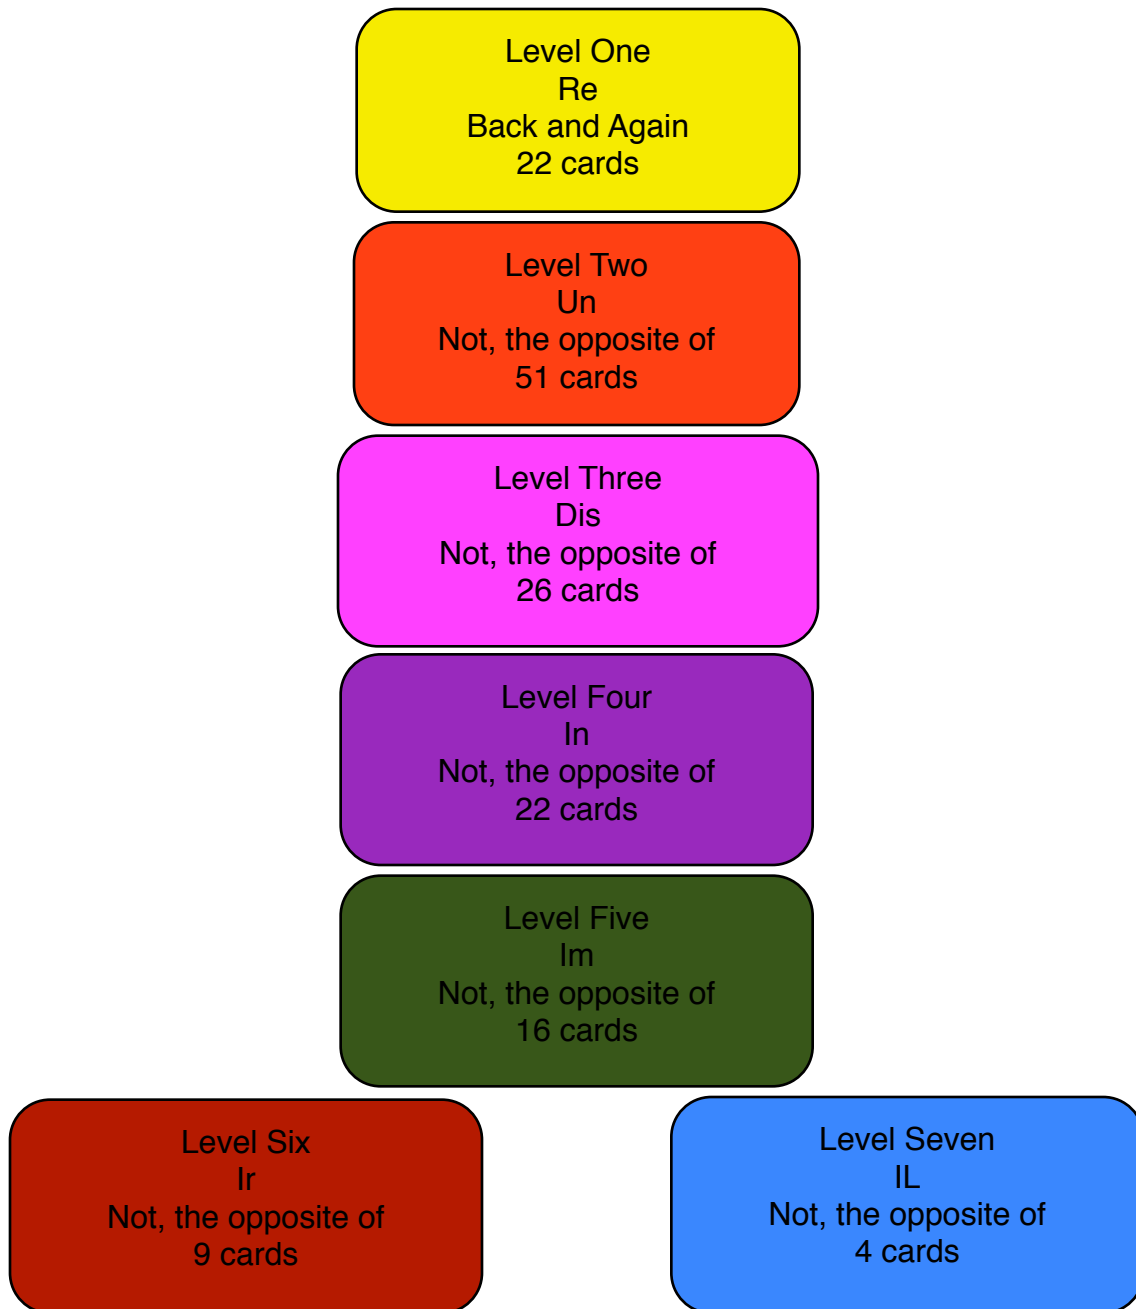 Level One
Re
Back and Again
22 cards
Level Two
Un
Not, the opposite of
51 cards
Level Three
Dis
Not, the opposite of
26 cards
Level Four
In
Not, the opposite of
22 cards
Level Five
Im
Not, the opposite of
16 cards
Level Six
Ir
Not, the opposite of
9 cards
Level Seven
IL
Not, the opposite of
4 cards